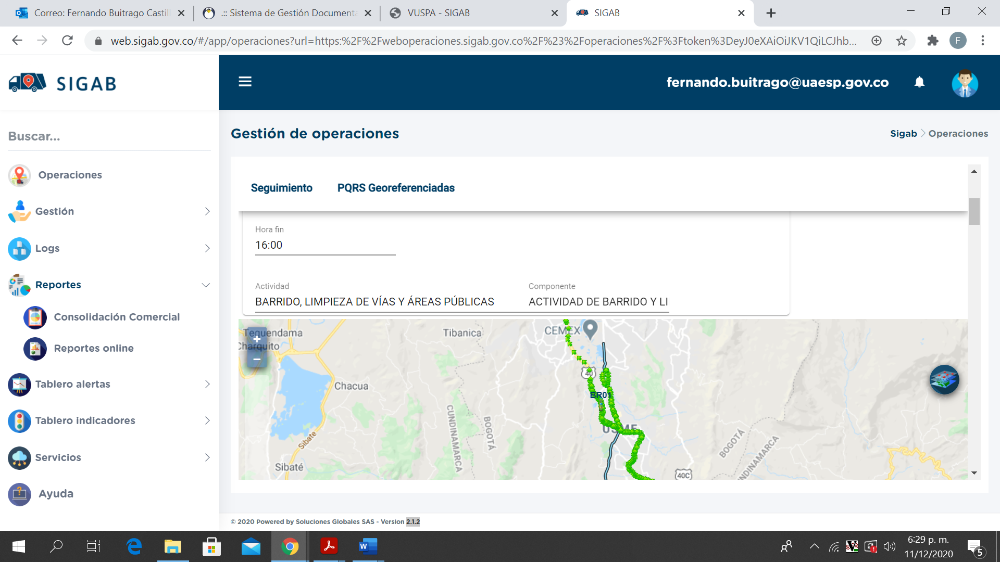 Correo: Fernando Buitrago Castill
.:: Sistema de Gestión Documenta
VUSPA - SIGAB
SIGAB
web.sigab.gov.co/#/app/operaciones?url=https:%2F%2Fweboperaciones.sigab.gov.co%2F%23%2Foperaciones%2F%3Ftoken%3DeyJ0eXAiOiJKV1QiLCJhb...
F
SIGAB
fernando.buitrago@uaesp.gov.co
Buscar...
Gestión de operaciones
Sigab > Operaciones
Operaciones
Gestión
Logs
Reportes
Consolidación Comercial
Reportes online
Tablero alertas
Tablero indicadores
Servicios
Ayuda
Seguimiento
PQRS Georeferenciadas
Hora fin
16:00
Actividad
Componente
BARRIDO, LIMPIEZA DE VÍAS Y ÁREAS PÚBLICAS
ACTIVIDAD DE BARRIDO Y LI
+
−
Tequendama
Charquito
Tibanica
CEMEX
40
Chacua
BR01
CUNDINAMARCA
BOGOTÁ
USME
Sibate
Sibaté
BOGOTÁ
UNDINAMARCA
40C
© 2020 Powered by Soluciones Globales SAS - Version 2.1.2
6:29 p. m.
11/12/2020
5